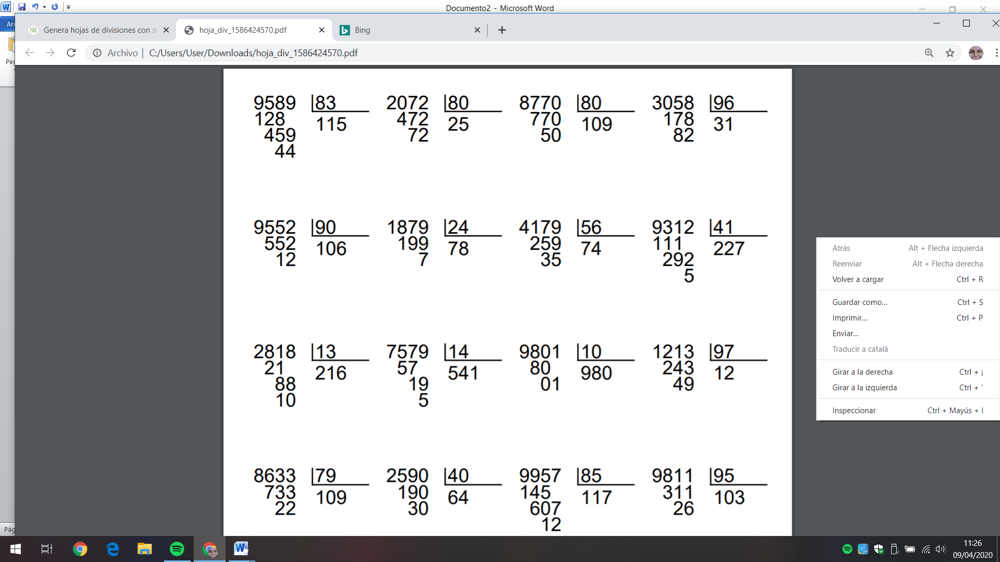 Documento2 - Microsoft Word
Genera hojas de divisiones con s
hoja_div_1586424570.pdf
Bing
Archivo | C:/Users/User/Downloads/hoja_div_1586424570.pdf
9589 83 2072 80 8770 80 3058 96
128 115 472 25 770 109 178 31
459 72 50 82
44
9552 90 1879 24 4179 56 9312 41
552 106 199 78 259 74 111 227
12 7 35 292
5
2818 13 7579 14 9801 10 1213 97
21 216 57 541 80 980 243 12
88 19 01 49
10 5
8633 79 2590 40 9957 85 9811 95
733 109 190 64 145 117 311 103
22 30 607 26
12
Atrás Alt + Flecha izquierda
Reenviar Alt + Flecha derecha
Volver a cargar Ctrl + R
Guardar como... Ctrl + S
Imprimir... Ctrl + P
Enviar...
Traducir a català
Girar a la derecha Ctrl + ¡
Girar a la izquierda Ctrl + '
Inspeccionar Ctrl + Mayús + I
Pág
11:26
09/04/2020